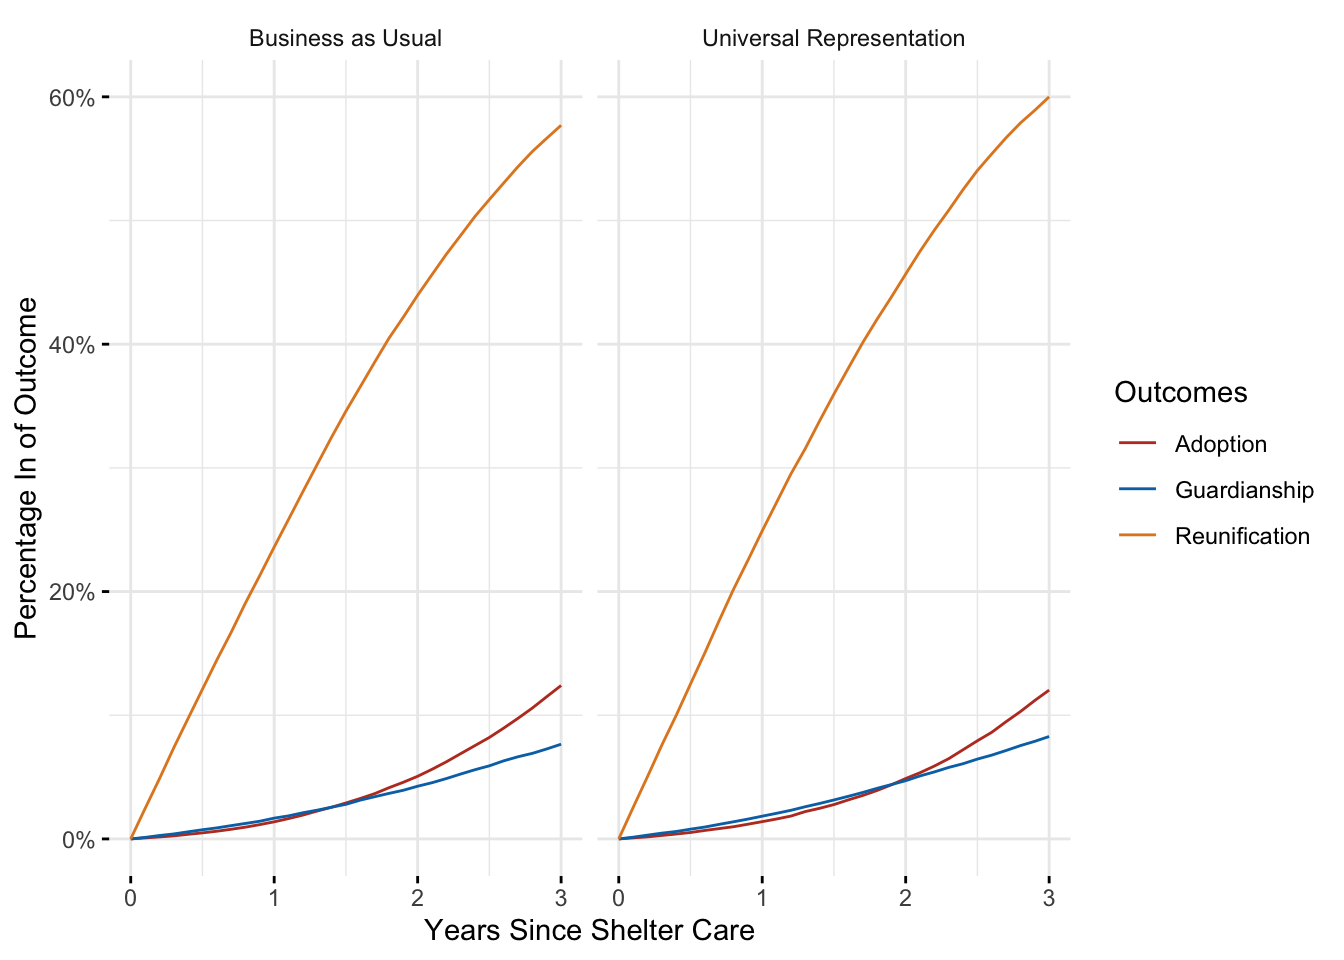 Business as Usual
Universal Representation
60%
40%
20%
0%
Percentage In of Outcome
0 1 2 3
0 1 2 3
Years Since Shelter Care
Outcomes
Adoption
Guardianship
Reunification